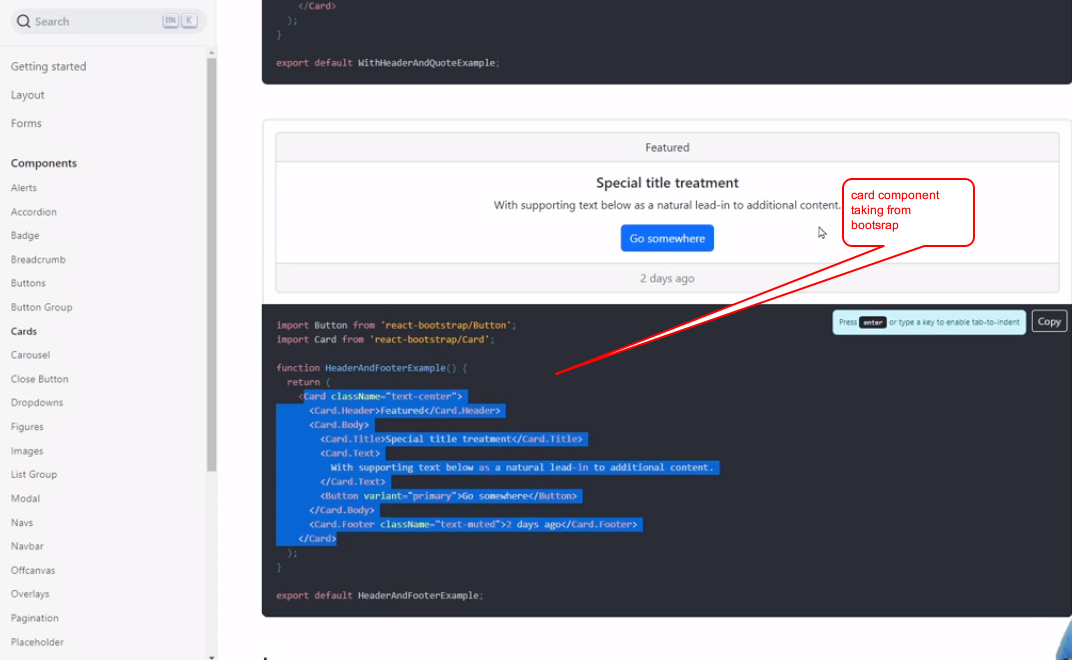 Search
CTRL K
Getting started
Layout
Forms
Components
Alerts
Accordion
Badge
Breadcrumb
Buttons
Button Group
Cards
Carousel
Close Button
Dropdowns
Figures
Images
List Group
Modal
Navs
Navbar
Offcanvas
Overlays
Pagination
Placeholder
</Card>
);
}
export default WithHeaderAndQuoteExample;
Featured
Special title treatment
With supporting text below as a natural lead-in to additional content.
Go somewhere
2 days ago
card component
taking from
bootsrap
Press enter or type a key to enable tab-to-indent
Copy
import Button from 'react-bootstrap/Button';
import Card from 'react-bootstrap/Card';
function HeaderAndFooterExample() {
return (
<Card className="text-center">
<Card.Header>Featured</Card.Header>
<Card.Body>
<Card.Title>Special title treatment</Card.Title>
<Card.Text>
With supporting text below as a natural lead-in to additional content.
</Card.Text>
<Button variant="primary">Go somewhere</Button>
</Card.Body>
<Card.Footer className="text-muted">2 days ago</Card.Footer>
</Card>
);
}
export default HeaderAndFooterExample;